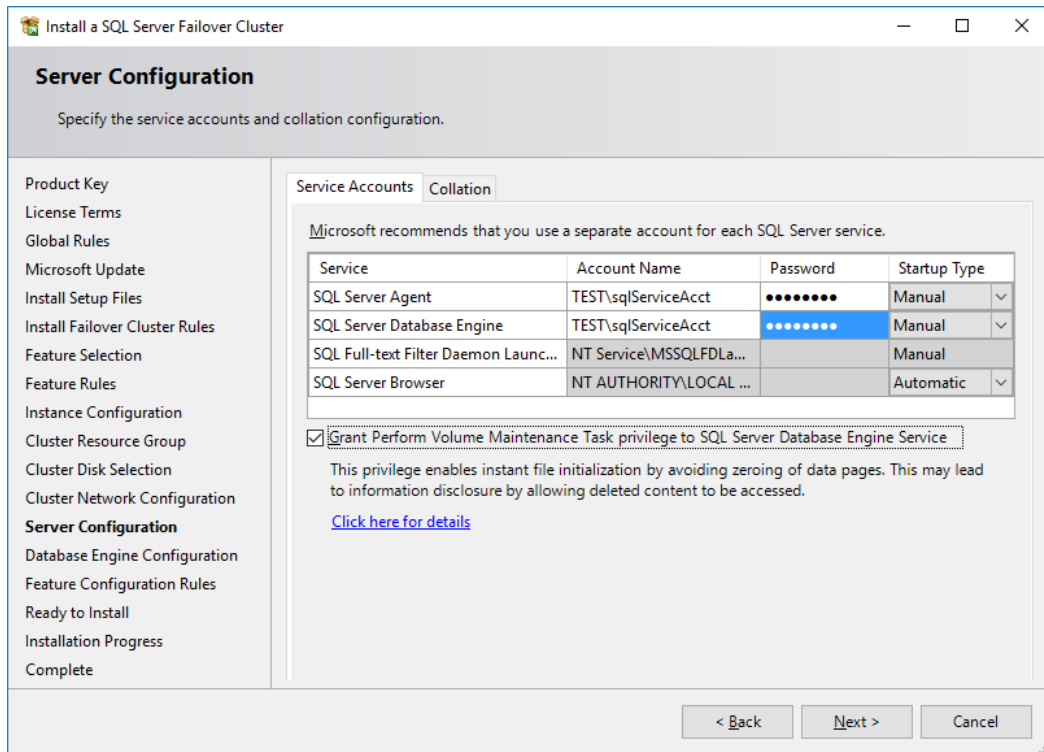 Install a SQL Server Failover Cluster
Server Configuration
Specify the service accounts and collation configuration.
Product Key
License Terms
Global Rules
Microsoft Update
Install Setup Files
Install Failover Cluster Rules
Feature Selection
Feature Rules
Instance Configuration
Cluster Resource Group
Cluster Disk Selection
Cluster Network Configuration
Server Configuration
Database Engine Configuration
Feature Configuration Rules
Ready to Install
Installation Progress
Complete
Service Accounts Collation
Microsoft recommends that you use a separate account for each SQL Server service.
Service Account Name Password Startup Type
SQL Server Agent TEST\sqlServiceAcct ●●●●●●●● Manual
SQL Server Database Engine TEST\sqlServiceAcct ●●●●●●●● Manual
SQL Full-text Filter Daemon Launc... NT Service\MSSQLFDLa... Manual
SQL Server Browser NT AUTHORITY\LOCAL ... Automatic
Grant Perform Volume Maintenance Task privilege to SQL Server Database Engine Service
This privilege enables instant file initialization by avoiding zeroing of data pages. This may lead
to information disclosure by allowing deleted content to be accessed.
Click here for details
< Back Next > Cancel